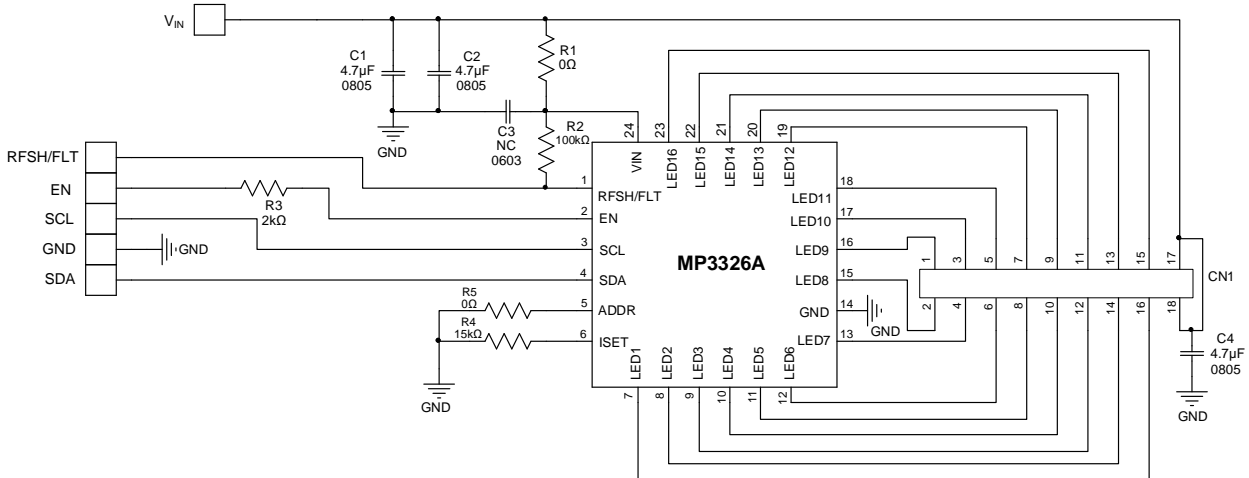 VIN
C1
4.7µF
0805
C2
4.7µF
0805
R1
0Ω
GND
C3
NC
0603
R2
100kΩ
24
23
22
21
20
19
VIN
LED16
LED15
LED14
LED13
LED12
RFSH/FLT
EN
SCL
GND
SDA
R3
2kΩ
GND
1
RFSH/FLT
2
EN
3
SCL
4
SDA
R5
0Ω
5
ADDR
R4
15kΩ
6
ISET
GND
MP3326A
18
LED11
17
LED10
16
LED9
15
LED8
14
GND
GND
13
LED7
LED1
LED2
LED3
LED4
LED5
LED6
7
8
9
10
11
12
1
3
5
7
9
11
13
15
17
2
4
6
8
10
12
14
16
18
CN1
C4
4.7µF
0805
GND